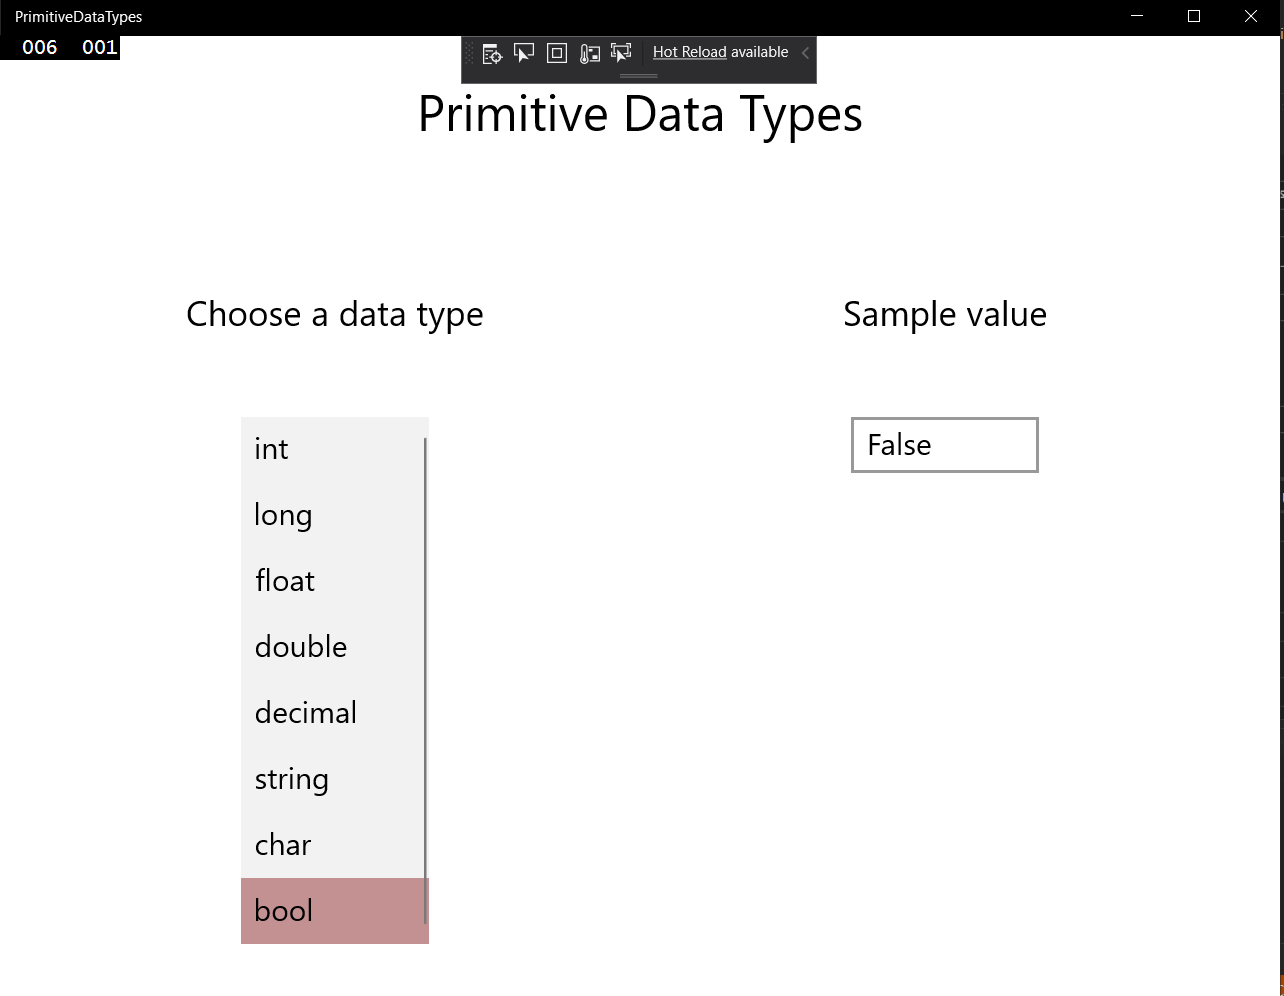 PrimitiveDataTypes
006 001
Hot Reload available
Primitive Data Types
Choose a data type
Sample value
int
False
long
float
double
decimal
string
char
bool